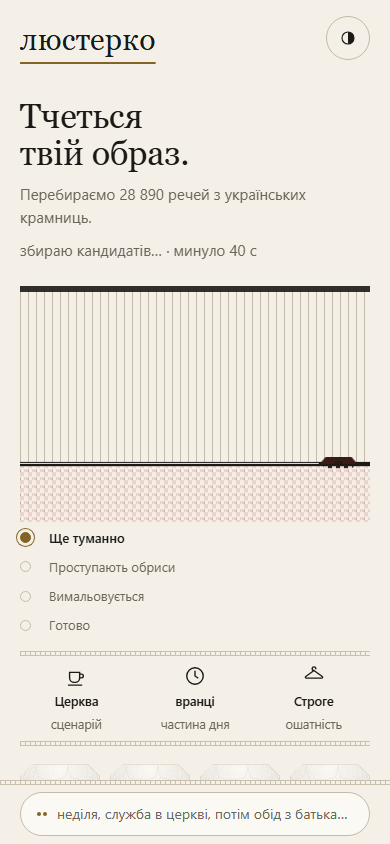 люстерко
Тчеться
твій образ.
Перебираємо 28 890 речей з українських
крамниць.
збираю кандидатів... · минуло 40 с
Ще туманно
Проступають обриси
Вимальовується
Готово
Церква
сценарій
вранці
частина дня
Строге
ошатність
неділя, служба в церкві, потім обід з батька...